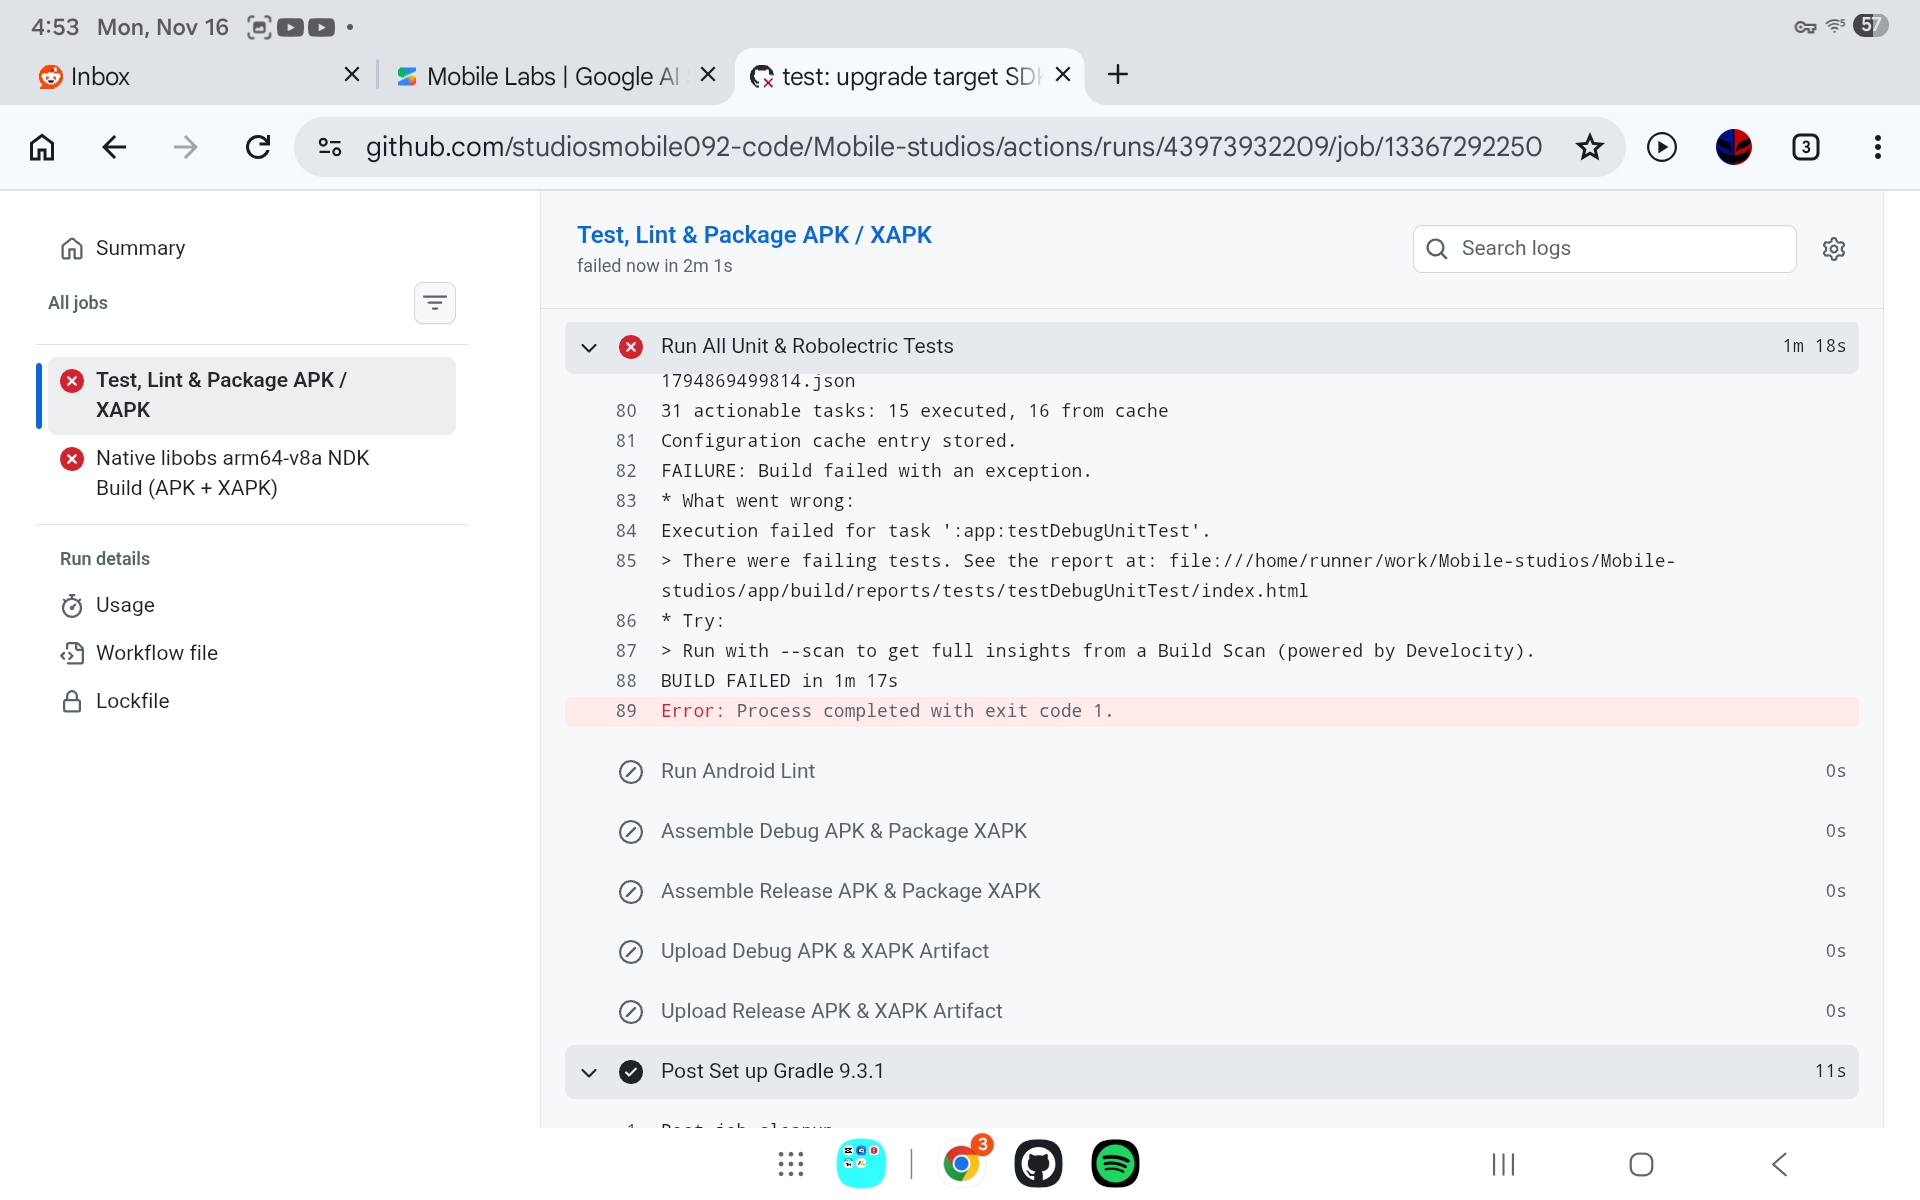 4:53 Mon, Nov 16
57
Inbox
Mobile Labs | Google AI
test: upgrade target SD
github.com/studiosmobile092-code/Mobile-studios/actions/runs/43973932209/job/13367292250
3
Summary
All jobs
Test, Lint & Package APK /
XAPK
Native libobs arm64-v8a NDK
Build (APK + XAPK)
Run details
Usage
Workflow file
Lockfile
Test, Lint & Package APK / XAPK
failed now in 2m 1s
Search logs
Run All Unit & Robolectric Tests
1m 18s
1794869499814.json
80 31 actionable tasks: 15 executed, 16 from cache
81 Configuration cache entry stored.
82 FAILURE: Build failed with an exception.
83 * What went wrong:
84 Execution failed for task ':app:testDebugUnitTest'.
85 > There were failing tests. See the report at: file:///home/runner/work/Mobile-studios/Mobile-
studios/app/build/reports/tests/testDebugUnitTest/index.html
86 * Try:
87 > Run with --scan to get full insights from a Build Scan (powered by Develocity).
88 BUILD FAILED in 1m 17s
89 Error: Process completed with exit code 1.
Run Android Lint 0s
Assemble Debug APK & Package XAPK 0s
Assemble Release APK & Package XAPK 0s
Upload Debug APK & XAPK Artifact 0s
Upload Release APK & XAPK Artifact 0s
Post Set up Gradle 9.3.1 11s
1 Post job cleanup
3